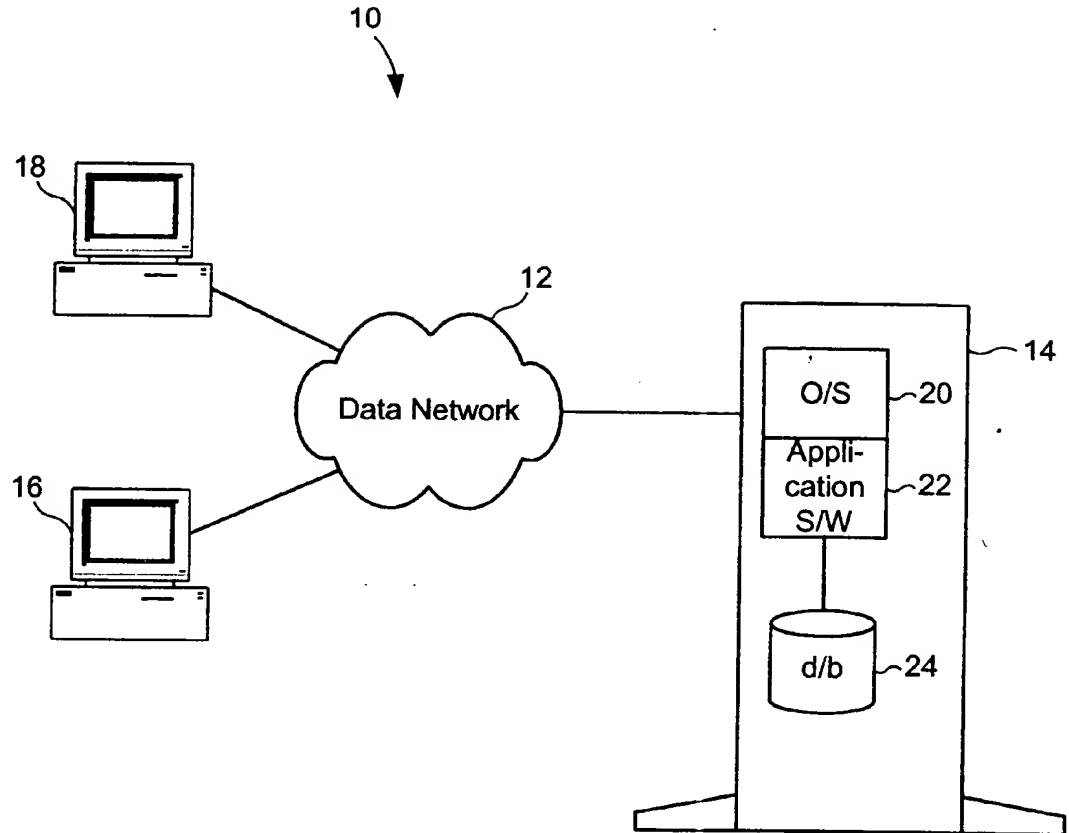 10
18
12
14
O/S
20
Data Network
Appli-
cation
S/W
22
16
d/b
24